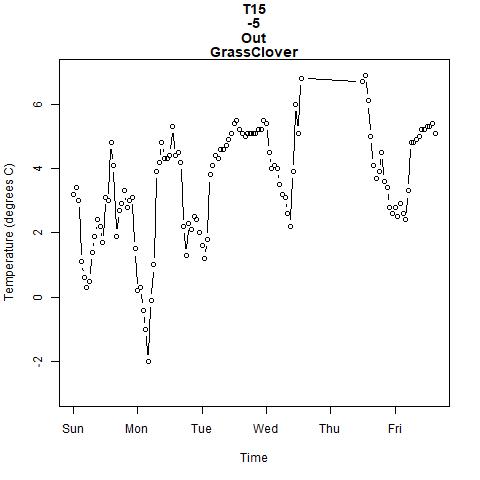 T15
-5
Out
GrassClover
Temperature (degrees C)
6
4
2
0
-2
Sun Mon Tue Wed Thu Fri
Time